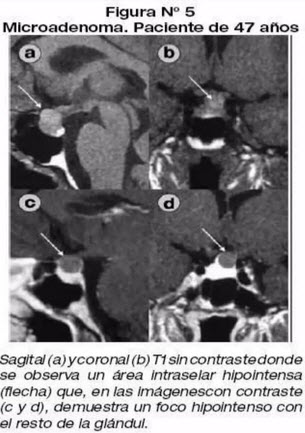 Figura Nº 5
Microadenoma. Paciente de 47 años
a
b
c
d
Sagital (a) y coronal (b) T1 sin contraste donde
se observa un área intraselar hipointensa
(flecha) que, en las imágenes con contraste
(c y d), demuestra un foco hipointenso con
el resto de la glándul.